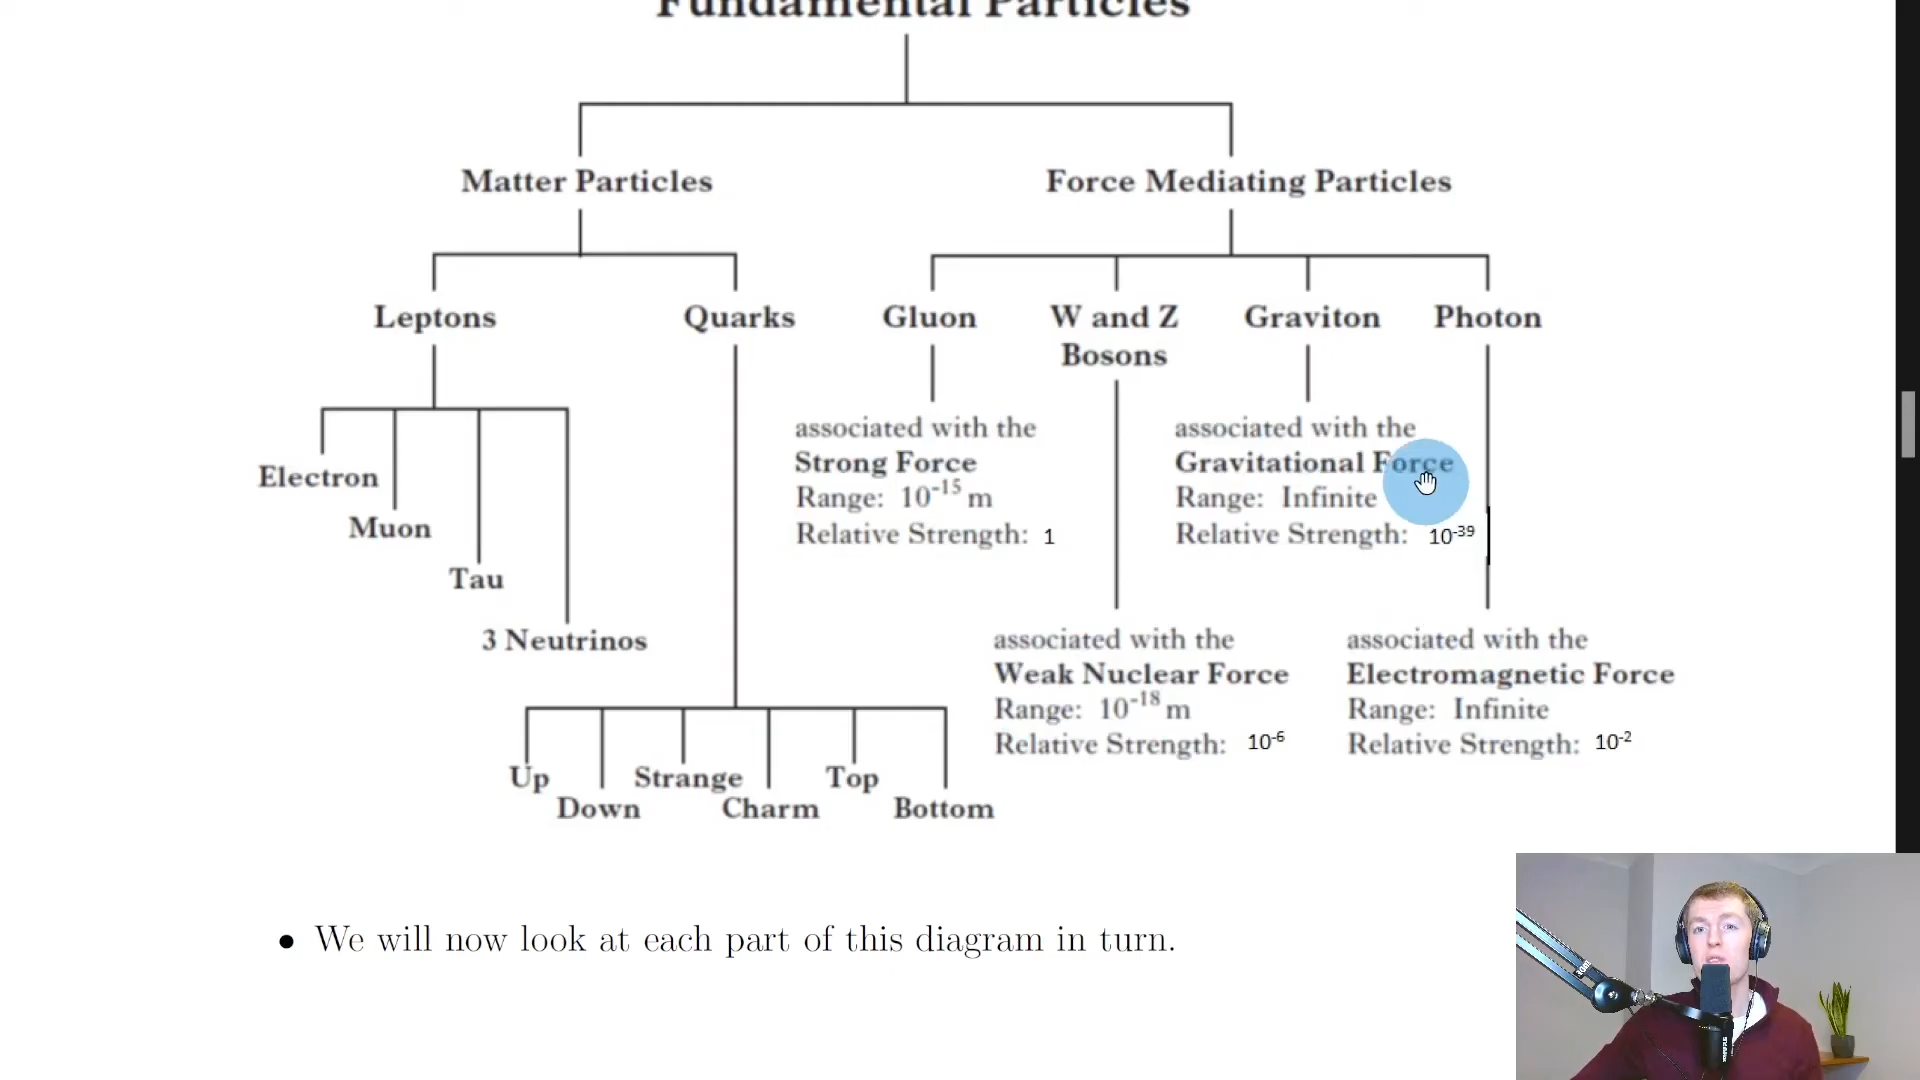 Fundamental Particles
Matter Particles
Force Mediating Particles
Leptons
Quarks
Gluon
W and Z
Bosons
Graviton
Photon
Electron
Muon
Tau
3 Neutrinos
associated with the
Strong Force
Range: 10⁻¹⁵ m
Relative Strength: 1
associated with the
Gravitational Force
Range: Infinite
Relative Strength: 10⁻³⁹
associated with the
Weak Nuclear Force
Range: 10⁻¹⁸ m
Relative Strength: 10⁻⁶
associated with the
Electromagnetic Force
Range: Infinite
Relative Strength: 10⁻²
Up
Down
Strange
Charm
Top
Bottom
• We will now look at each part of this diagram in turn.